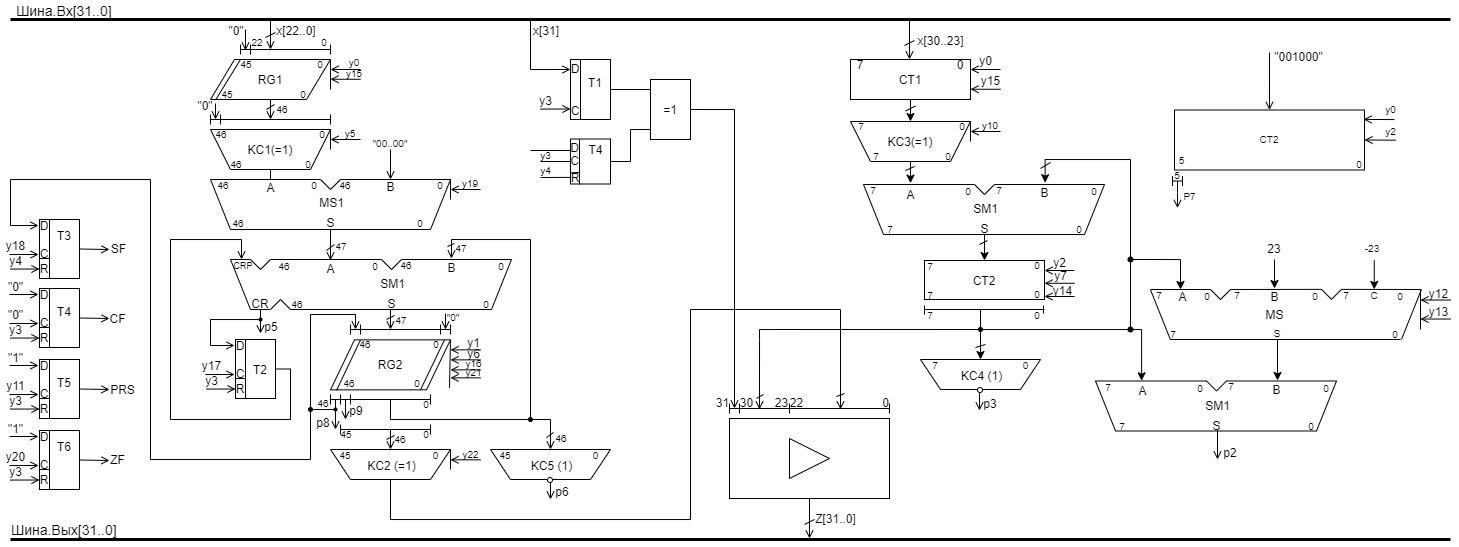 Шина.Вх[31..0]
"0"
22
0
X[22..0]
45
0
RG1
45
0
y0
y15
"0"
46
46
0
KC1(=1)
46
0
y5
"00..00"
46
A
0
46
B
0
MS1
y19
46
S
0
47
47
CRP
46
A
0
46
B
0
SM1
CR
46
S
0
p5
47
"0"
46
0
RG2
46
0
y1
y6
y16
y21
D
T2
y17
C
y3
R
46
0
p9
p8
45
0
46
45
0
KC2 (=1)
y22
46
45
0
KC5 (1)
p6
D
T3
SF
y18
C
y4
R
"0"
D
T4
CF
"0"
C
y3
R
"1"
D
T5
PRS
y11
C
y3
R
"1"
D
T6
ZF
y20
C
y3
R
X[31]
D
T1
y3
C
D
T4
y3
C
y4
R
=1
31
30
23
22
0
Z[31..0]
X[30..23]
7
0
CT1
y0
y15
7
0
KC3(=1)
7
0
y10
7
A
0
7
B
0
SM1
7
S
0
7
0
CT2
7
0
y2
y7
y14
7
0
7
0
KC4 (1)
p3
"001000"
CT2
5
0
y0
y2
5
P7
23
-23
7
A
0
7
B
0
7
C
0
MS
7
S
0
y12
y13
7
A
0
7
B
0
SM1
7
S
0
p2
Шина.Вых[31..0]